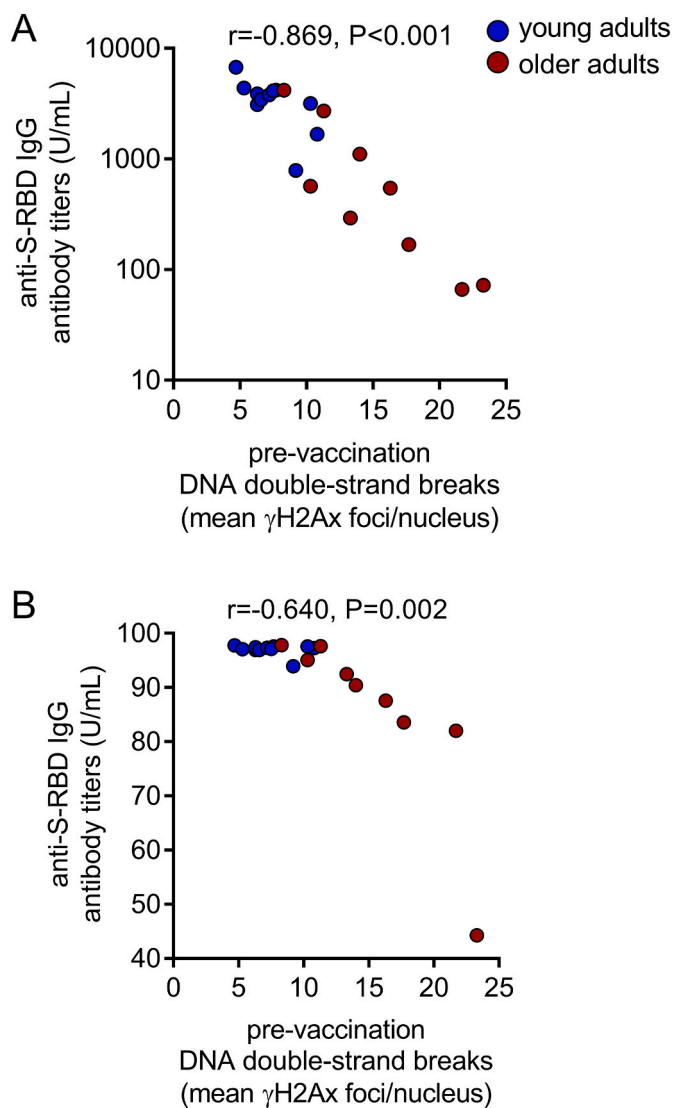 A
r=-0.869, P<0.001
young adults
older adults
anti-S-RBD IgG
antibody titers (U/mL)
10000
1000
100
10
0 5 10 15 20 25
pre-vaccination
DNA double-strand breaks
(mean γH2Ax foci/nucleus)
B
r=-0.640, P=0.002
anti-S-RBD IgG
antibody titers (U/mL)
100
90
80
70
60
50
40
0 5 10 15 20 25
pre-vaccination
DNA double-strand breaks
(mean γH2Ax foci/nucleus)